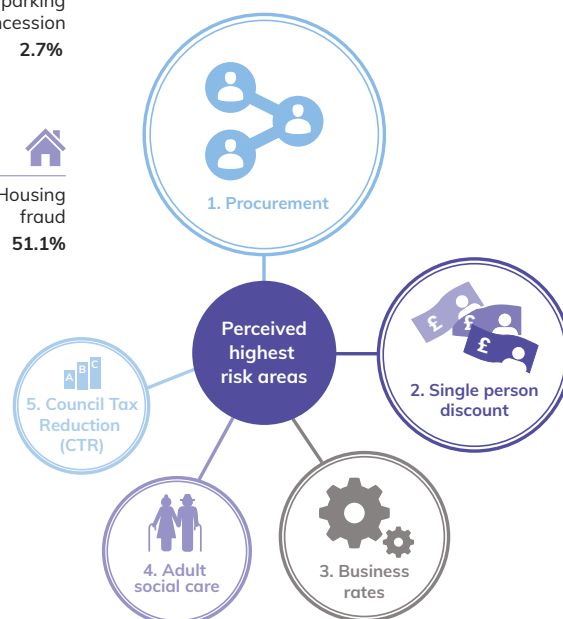 parking
2.7%
Housing
fraud
51.1%
1. Procurement
Perceived
highest
risk areas
£
£
£
2. Single person
discount
A B C
5. Council Tax
Reduction
(CTR)
4. Adult
social care
3. Business
rates